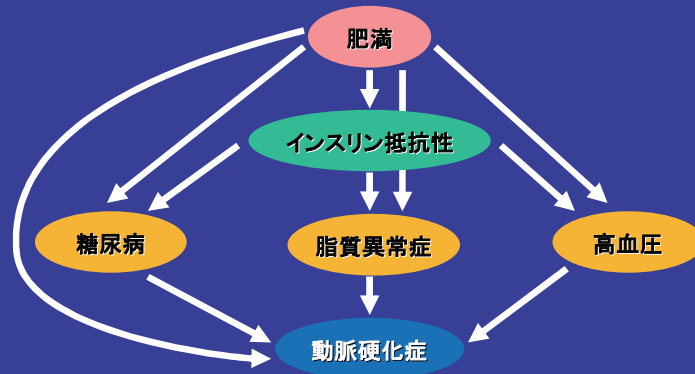 肥満
インスリン抵抗性
糖尿病
脂質異常症
高血圧
動脈硬化症